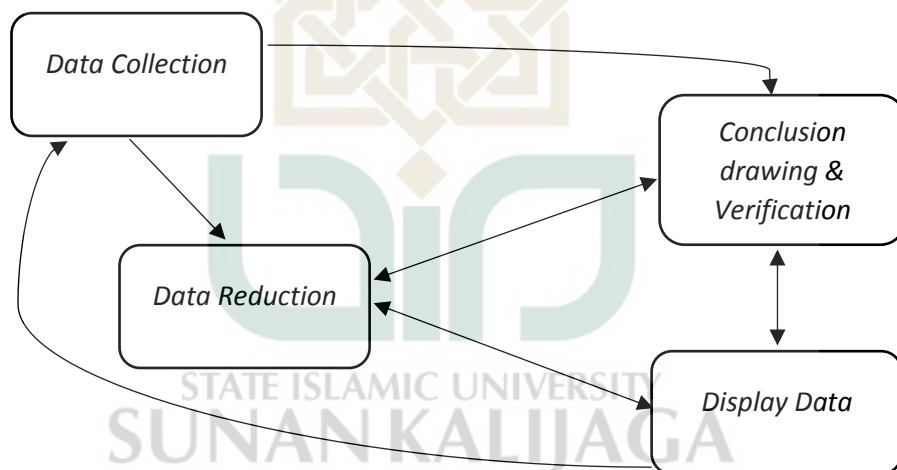 Data Collection
Conclusion
drawing &
Verification
Data Reduction
Display Data
STATE ISLAMIC UNIVERSITY
SUNAN KALIJAGA